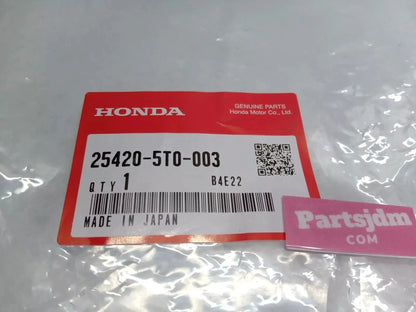 HONDA
GENUINE PARTS
Honda Motor Co., Ltd.
25420-5T0-003
QTY 1 B4E22
MADE IN JAPAN
Partsjdm
COM